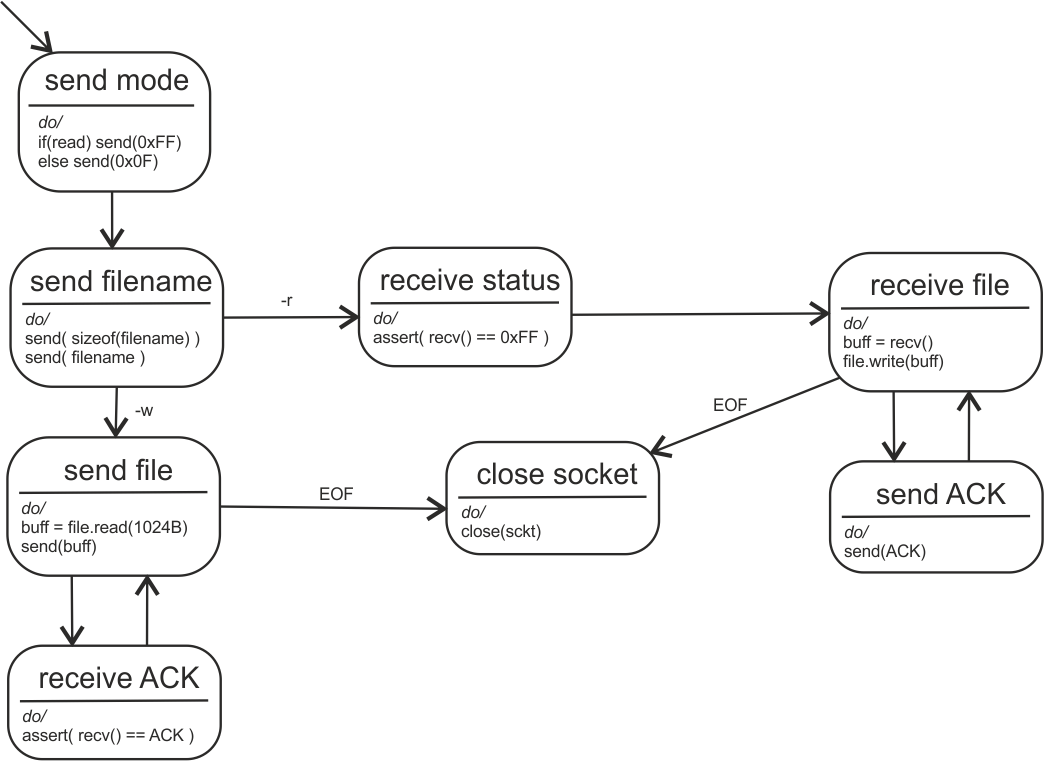 send mode
do/
if(read) send(0xFF)
else send(0x0F)
send filename
do/
send( sizeof(filename) )
send( filename )
-r
receive status
do/
assert( recv() == 0xFF )
receive file
do/
buff = recv()
file.write(buff)
-w
EOF
send file
do/
buff = file.read(1024B)
send(buff)
EOF
close socket
do/
close(sckt)
send ACK
do/
send(ACK)
receive ACK
do/
assert( recv() == ACK )